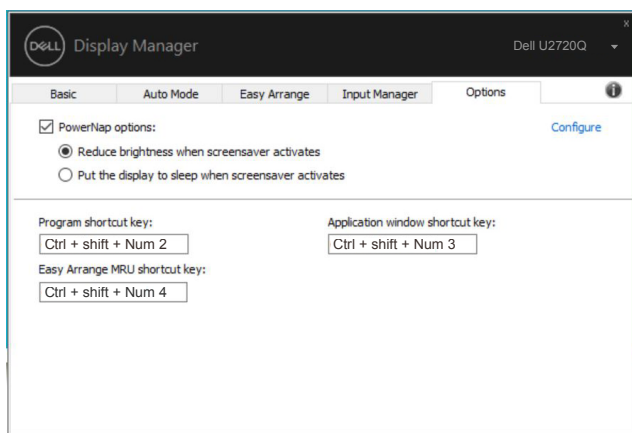 x
DELL Display Manager Dell U2720Q
Basic Auto Mode Easy Arrange Input Manager Options i
PowerNap options: Configure
Reduce brightness when screensaver activates
Put the display to sleep when screensaver activates
Program shortcut key: Application window shortcut key:
Ctrl + shift + Num 2 Ctrl + shift + Num 3
Easy Arrange MRU shortcut key:
Ctrl + shift + Num 4